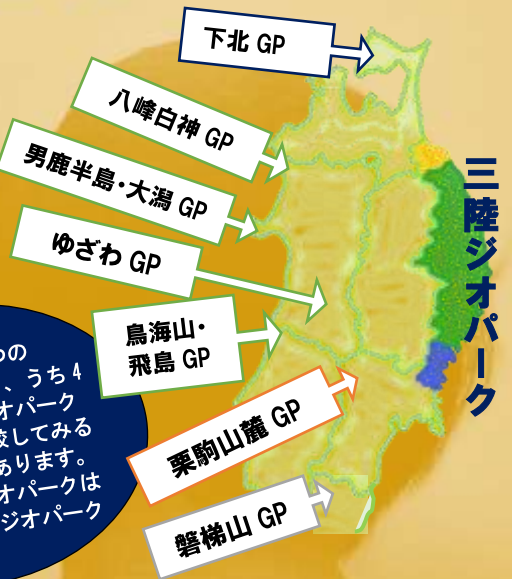 下北 GP
八峰白神 GP
男鹿半島・大潟 GP
ゆざわ GP
鳥海山・
飛島 GP
栗駒山麓 GP
磐梯山 GP
三陸ジオパーク
の
、うち4
オパーク
較してみる
あります。
オパークは
ジオパーク